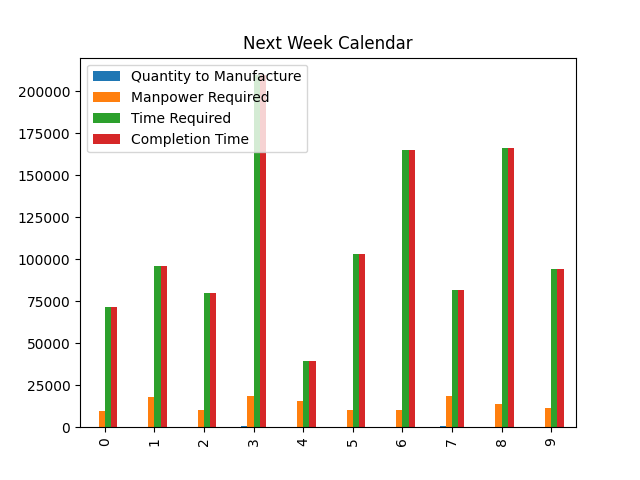 Next Week Calendar
Quantity to Manufacture
Manpower Required
Time Required
Completion Time
200000
175000
150000
125000
100000
75000
50000
25000
0
0 1 2 3 4 5 6 7 8 9